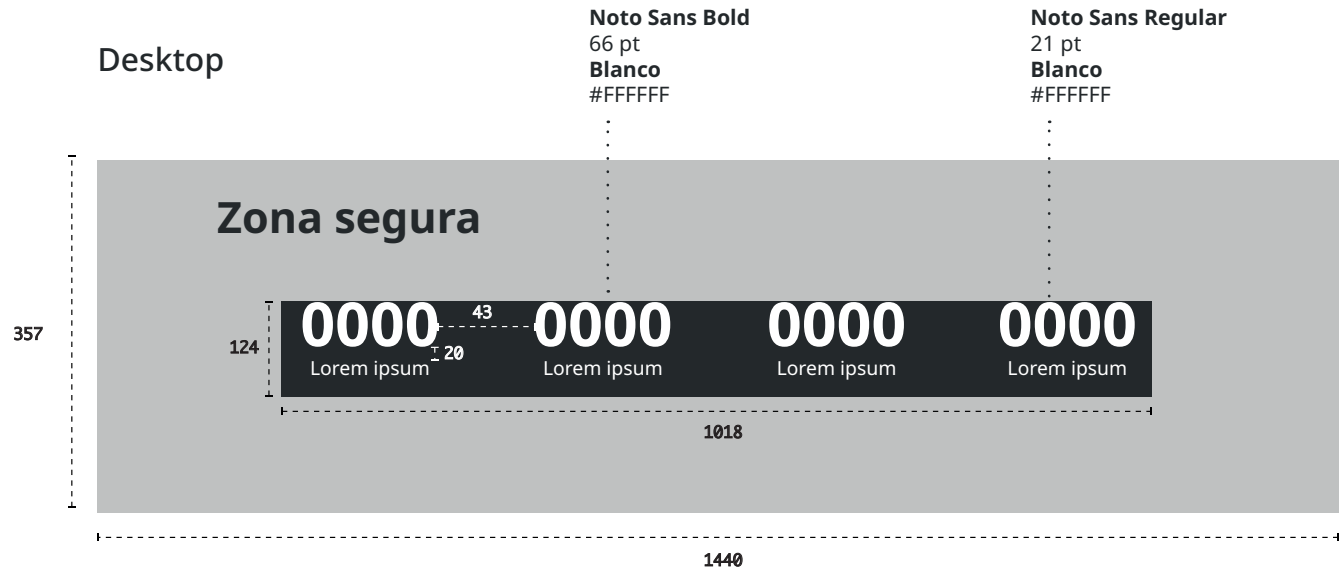 Desktop
Noto Sans Bold
66 pt
Blanco
#FFFFFF
Noto Sans Regular
21 pt
Blanco
#FFFFFF
Zona segura
357
124
0000 43 0000 0000 0000
20
Lorem ipsum Lorem ipsum Lorem ipsum Lorem ipsum
1018
1440